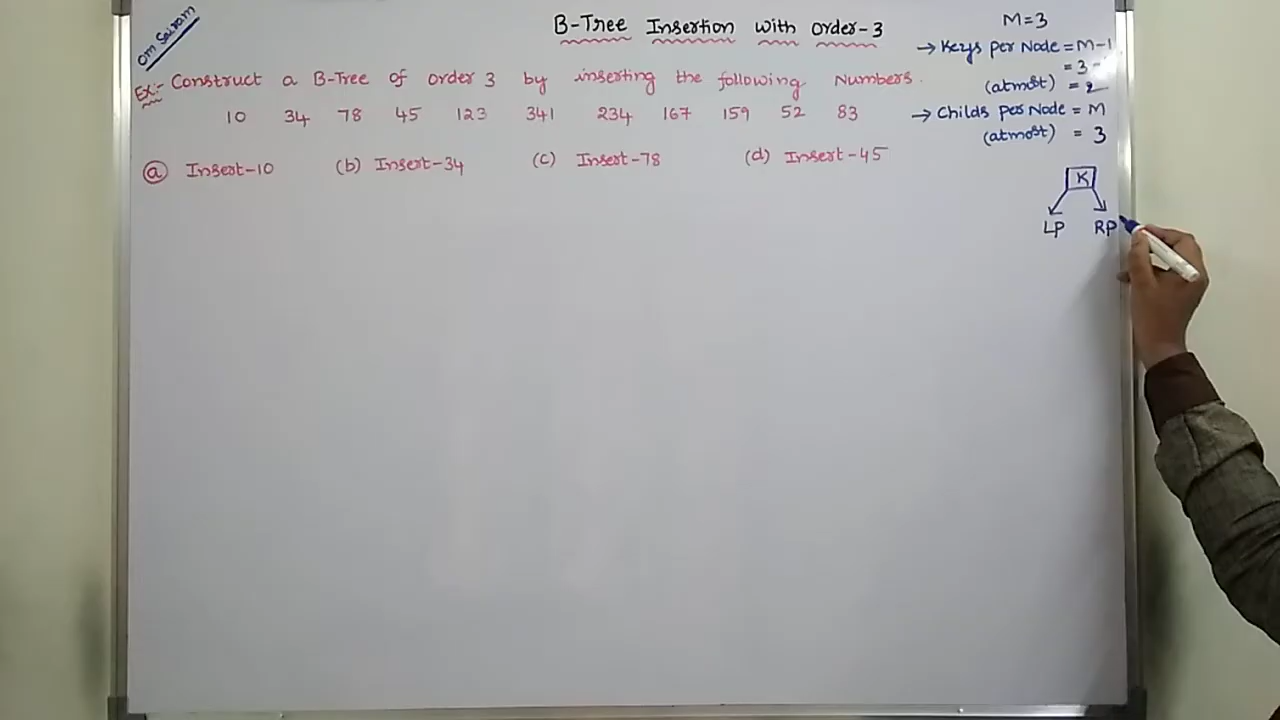 Om Sairam
B-Tree Insertion with order-3
Ex:- Construct a B-Tree of order 3 by inserting the following Numbers.
10 34 78 45 123 341 234 167 159 52 83
(a) Insert-10 (b) Insert-34 (c) Insert-78 (d) Insert-45
M=3
→ Keys per Node = M-1
= 3-
(atmost) = 2
→ Childs per Node = M
(atmost) = 3
K
LP RP